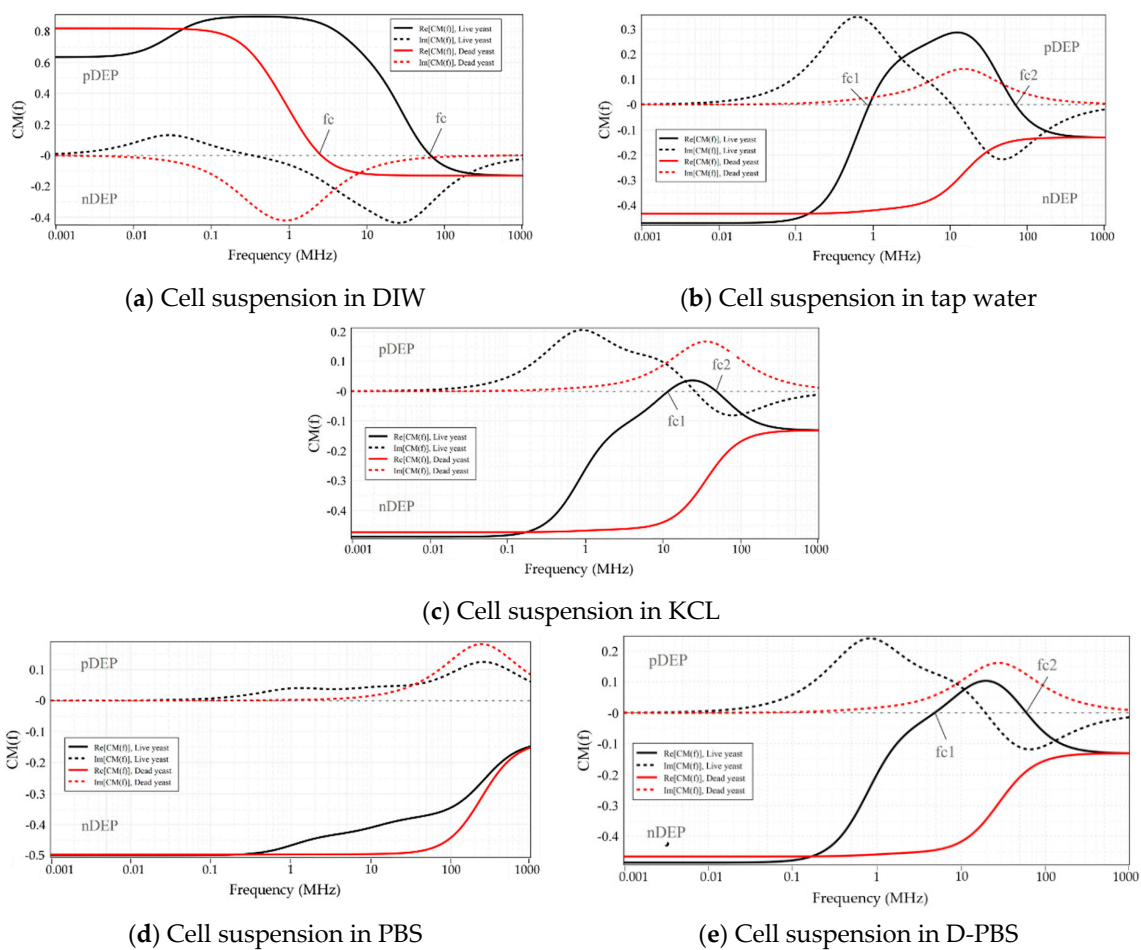 0.8
0.6
0.4
0.2
-0
-0.2
-0.4
CM(f)
pDEP
nDEP
Re[CM(f)], Live yeast
Im[CM(f)], Live yeast
Re[CM(f)], Dead yeast
Im[CM(f)], Dead yeast
fc
fc
0.001 0.01 0.1 1 10 100 1000
Frequency (MHz)
(a) Cell suspension in DIW
0.3
0.2
0.1
-0
-0.1
-0.2
-0.3
-0.4
CM(f)
pDEP
fc1
fc2
Re[CM(f)], Live yeast
Im[CM(f)], Live yeast
Re[CM(f)], Dead yeast
Im[CM(f)], Dead yeast
nDEP
0.001 0.01 0.1 1 10 100 1000
Frequency (MHz)
(b) Cell suspension in tap water
0.2
0.1
-0
-0.1
-0.2
-0.3
-0.4
CM(f)
pDEP
fc2
fc1
Re[CM(f)], Live yeast
Im[CM(f)], Live yeast
Re[CM(f)], Dead yeast
Im[CM(f)], Dead yeast
nDEP
0.001 0.01 0.1 1 10 100 1000
Frequency (MHz)
(c) Cell suspension in KCL
0.1
-0
-0.1
-0.2
-0.3
-0.4
-0.5
CM(f)
pDEP
Re[CM(f)], Live yeast
Im[CM(f)], Live yeast
Re[CM(f)], Dead yeast
Im[CM(f)], Dead yeast
nDEP
0.001 0.01 0.1 1 10 100 1000
Frequency (MHz)
(d) Cell suspension in PBS
0.2
0.1
-0
-0.1
-0.2
-0.3
-0.4
CM(f)
pDEP
fc2
fc1
Re[CM(f)], Live yeast
Im[CM(f)], Live yeast
Re[CM(f)], Dead yeast
Im[CM(f)], Dead yeast
nDEP
0.001 0.01 0.1 1 10 100 1000
Frequency (MHz)
(e) Cell suspension in D-PBS